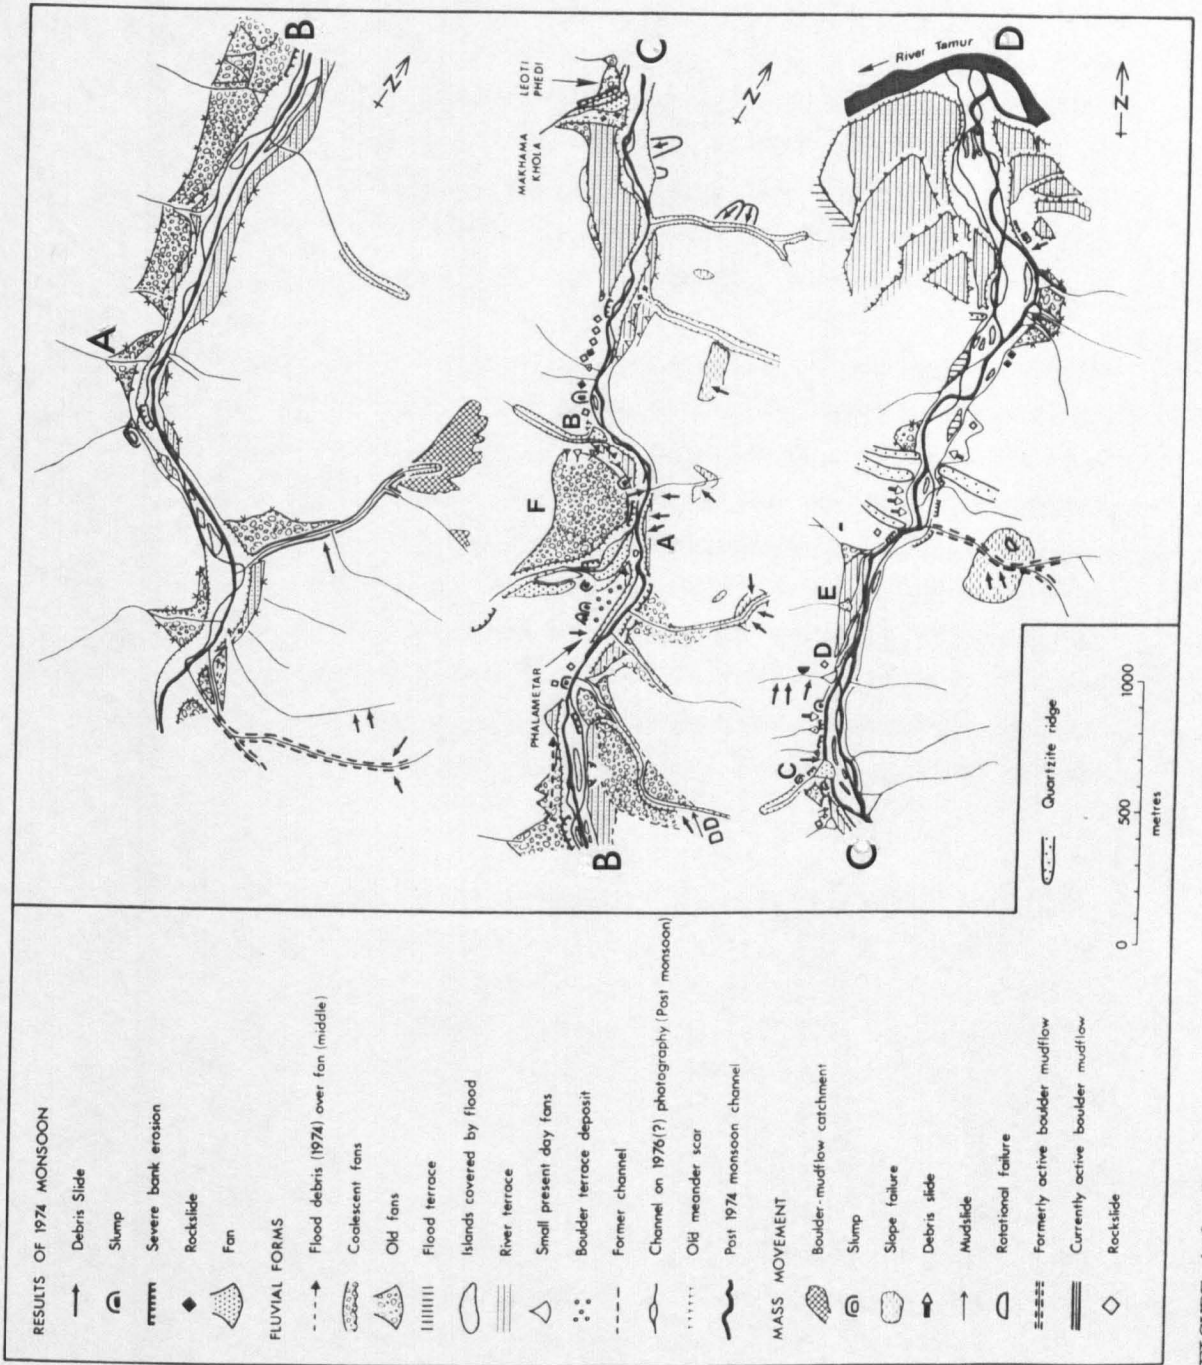 RESULTS OF 1974 MONSOON
Debris Slide
Slump
Severe bank erosion
Rockslide
Fan
FLUVIAL FORMS
Flood debris (1974) over fan (middle)
Coalescent fans
Old fans
Flood terrace
Islands covered by flood
River terrace
Small present day fans
Boulder terrace deposit
Former channel
Channel on 1976(?) photography (Post monsoon)
Old meander scar
Post 1974 monsoon channel
MASS MOVEMENT
Boulder-mudflow catchment
Slump
Slope failure
Debris slide
Mudslide
Rotational failure
Formerly active boulder mudflow
Currently active boulder mudflow
Rockslide
Quartzite ridge
0 500 1000
metres
A
B
N
B
PHALAMETAR
DD
F
A
B
MAKHAMA
KHOLA
LEOTI
PHEDI
C
N
C
C
D
E
River Tamur
D
N